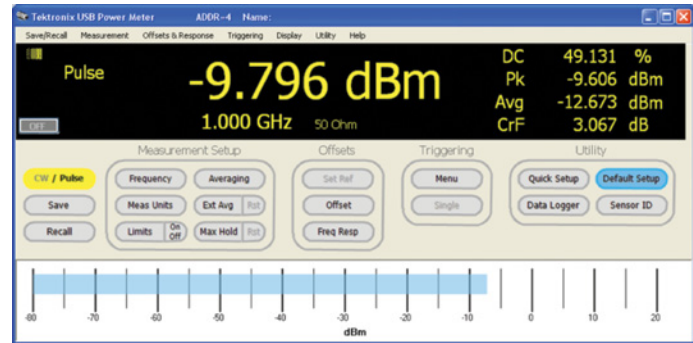 Tektronix USB Power Meter ADDR-4 Name:
Save/Recall Measurement Offsets & Response Triggering Display Utility Help
Pulse
-9.796 dBm
1.000 GHz 50 Ohm
OFF
DC 49.131 %
Pk -9.606 dBm
Avg -12.673 dBm
CrF 3.067 dB
Measurement Setup Offsets Triggering Utility
CW / Pulse Frequency Averaging Set Ref Menu Quick Setup Default Setup
Save Meas Units Ext Avg Rst Offset Single Data Logger Sensor ID
Recall Limits On Off Max Hold Rst Freq Resp
-80 -70 -60 -50 -40 -30 -20 -10 0 10 20
dBm